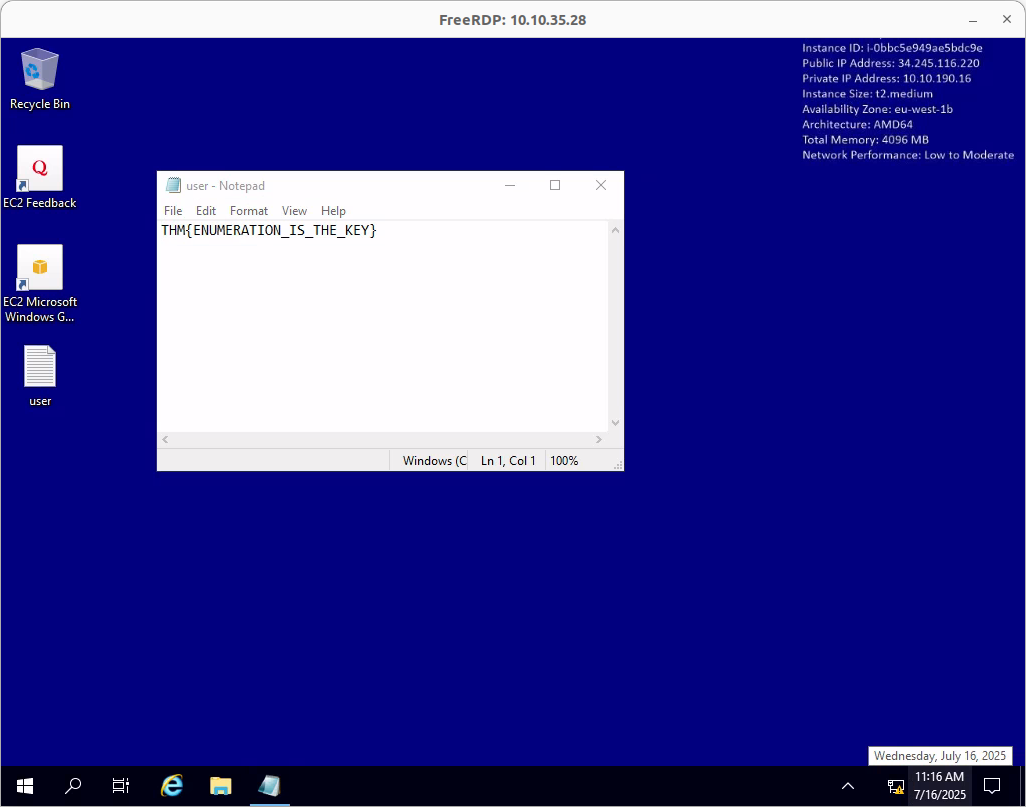 FreeRDP: 10.10.35.28
Instance ID: i-0bbc5e949ae5bdc9e
Public IP Address: 34.245.116.220
Private IP Address: 10.10.190.16
Instance Size: t2.medium
Availability Zone: eu-west-1b
Architecture: AMD64
Total Memory: 4096 MB
Network Performance: Low to Moderate
Recycle Bin
Q
EC2 Feedback
EC2 Microsoft
Windows G...
user
user - Notepad
File Edit Format View Help
THM{ENUMERATION_IS_THE_KEY}
Windows (C Ln 1, Col 1 100%
Wednesday, July 16, 2025
11:16 AM
7/16/2025